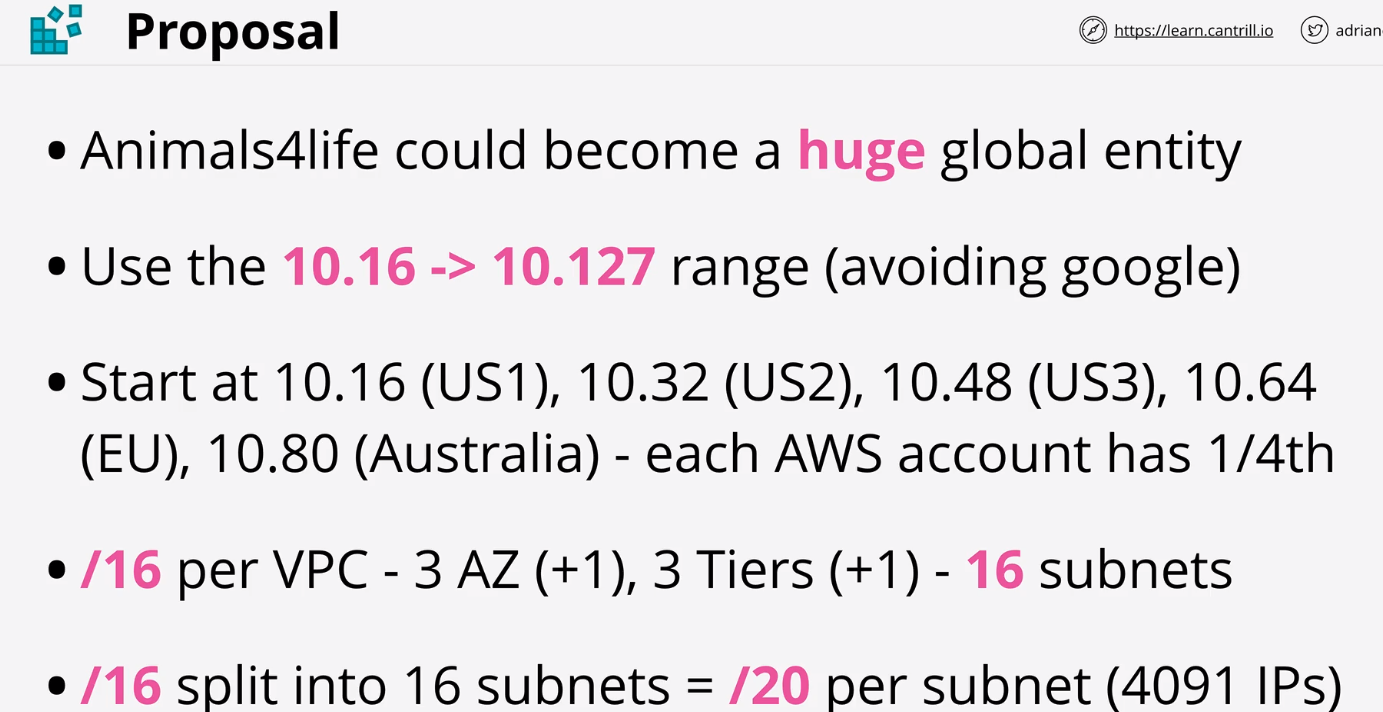 Proposal
https://learn.cantrill.io
adrian
• Animals4life could become a huge global entity
• Use the 10.16 -> 10.127 range (avoiding google)
• Start at 10.16 (US1), 10.32 (US2), 10.48 (US3), 10.64
(EU), 10.80 (Australia) - each AWS account has 1/4th
• /16 per VPC - 3 AZ (+1), 3 Tiers (+1) - 16 subnets
• /16 split into 16 subnets = /20 per subnet (4091 IPs)